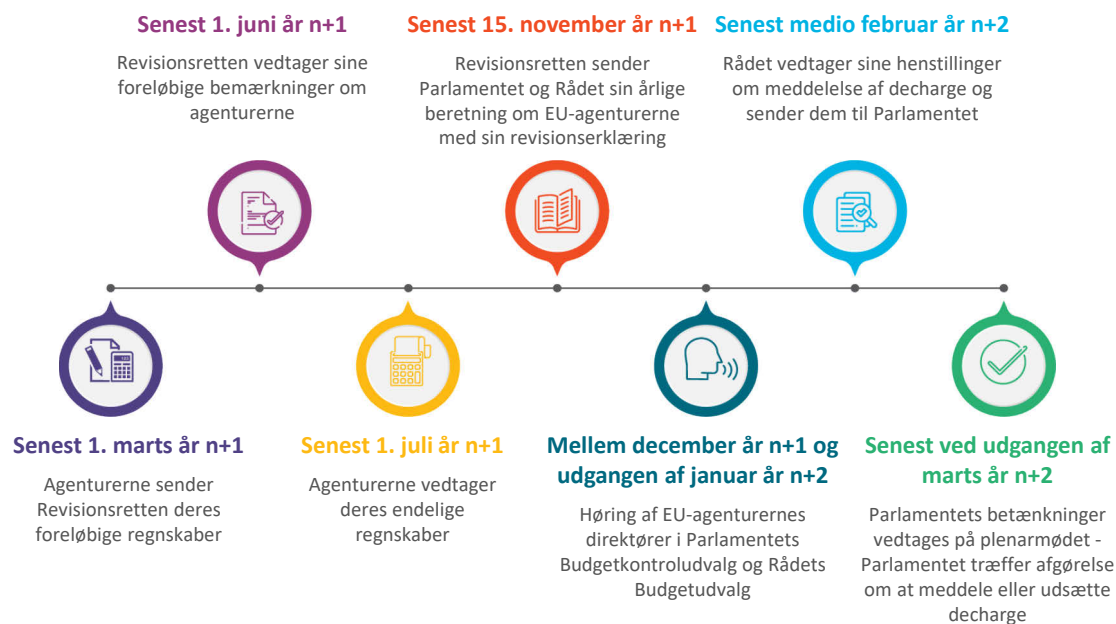 Senest 1. juni år n+1
Revisionsretten vedtager sine
foreløbige bemærkninger om
agenturerne
Senest 15. november år n+1
Revisionsretten sender
Parlamentet og Rådet sin årlige
beretning om EU-agenturerne
med sin revisionserklæring
Senest medio februar år n+2
Rådet vedtager sine henstillinger
om meddelelse af decharge og
sender dem til Parlamentet
Senest 1. marts år n+1
Agenturerne sender
Revisionsretten deres
foreløbige regnskaber
Senest 1. juli år n+1
Agenturerne vedtager
deres endelige
regnskaber
Mellem december år n+1 og
udgangen af januar år n+2
Høring af EU-agenturernes
direktører i Parlamentets
Budgetkontroludvalg og Rådets
Budgetudvalg
Senest ved udgangen af
marts år n+2
Parlamentets betænkninger
vedtages på plenarmødet -
Parlamentet træffer afgørelse
om at meddele eller udsætte
decharge